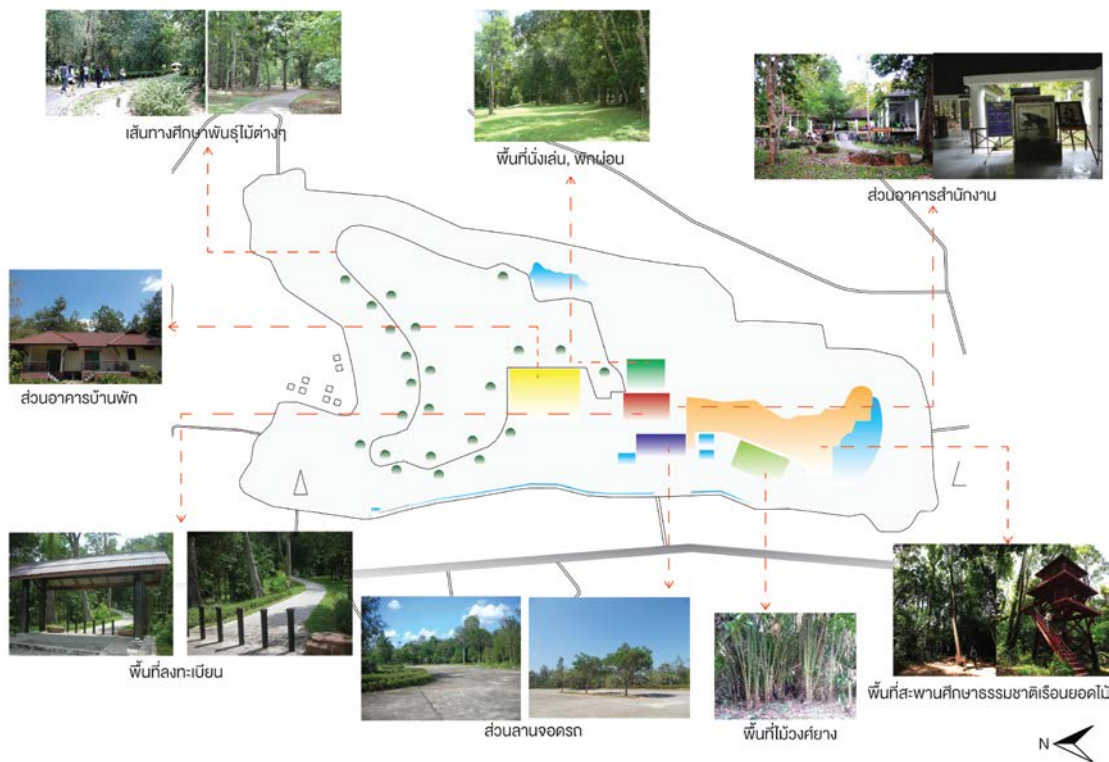 เส้นทางศึกษาพันธุ์ไม้ต่างๆ
พื้นที่นั่งเล่น, พักผ่อน
ส่วนอาคารสำนักงาน
ส่วนอาคารบ้านพัก
พื้นที่ลงทะเบียน
ส่วนลานจอดรถ
พื้นที่ไม้วงศ์ยาง
พื้นที่สะพานศึกษาธรรมชาติเรือนยอดไม้
N